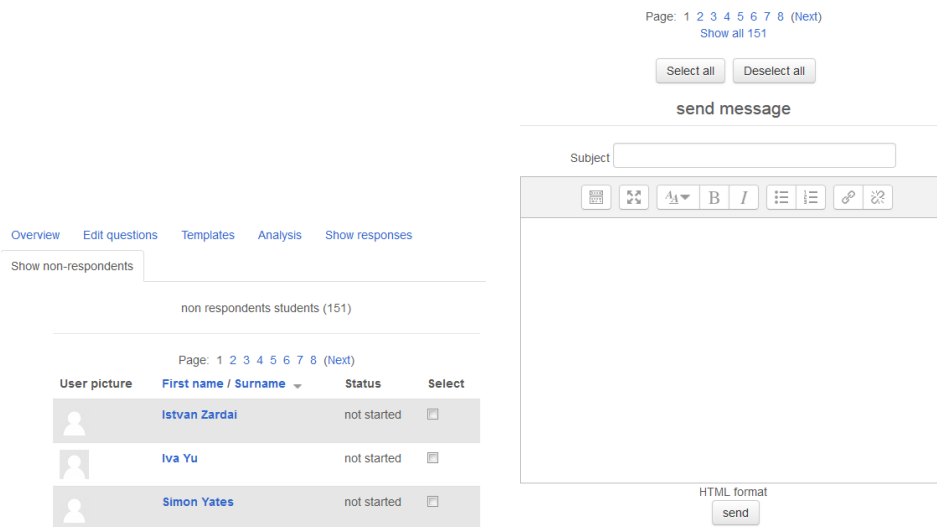 Overview Edit questions Templates Analysis Show responses
Show non-respondents
non respondents students (151)
Page: 1 2 3 4 5 6 7 8 (Next)
User picture First name / Surname Status Select
Istvan Zardai not started
Iva Yu not started
Simon Yates not started
Page: 1 2 3 4 5 6 7 8 (Next)
Show all 151
Select all Deselect all
send message
Subject
B I
HTML format
send